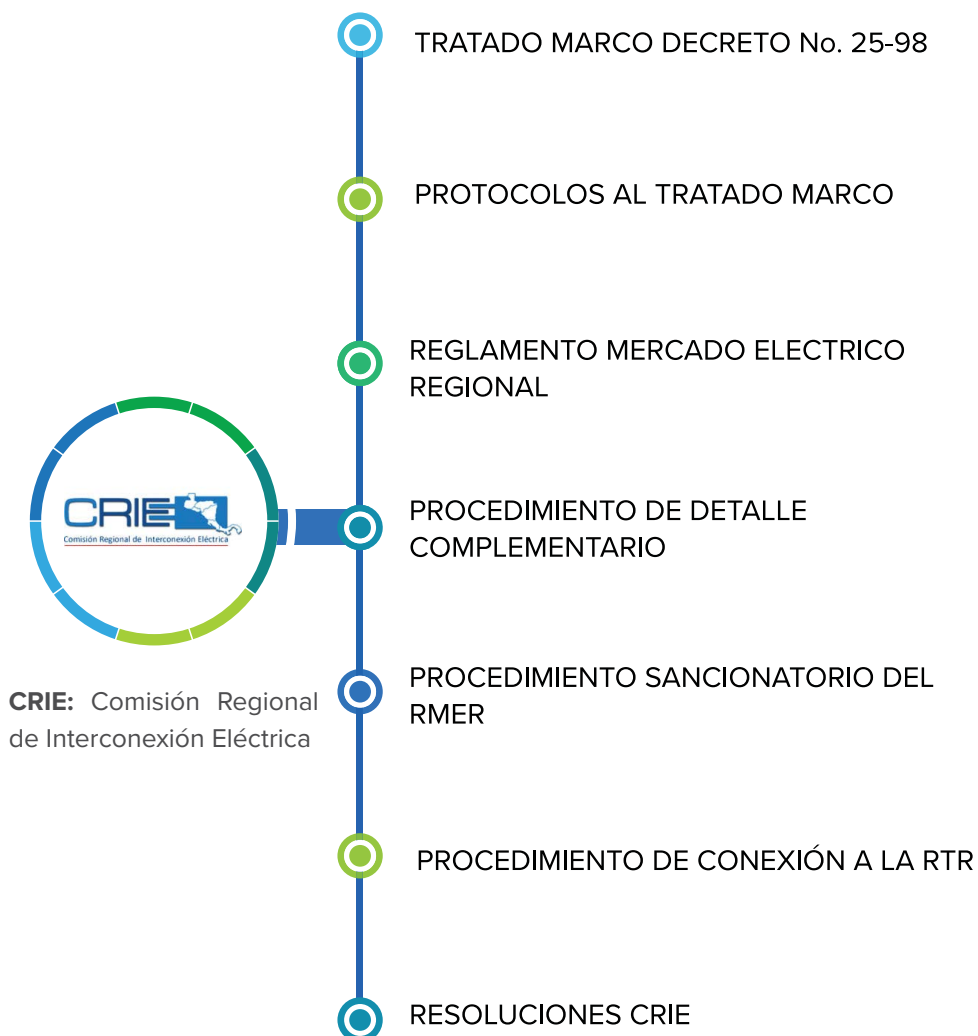 TRATADO MARCO DECRETO No. 25-98
PROTOCOLOS AL TRATADO MARCO
REGLAMENTO MERCADO ELECTRICO
REGIONAL
CRIE
Comisión Regional de Interconexión Eléctrica
PROCEDIMIENTO DE DETALLE
COMPLEMENTARIO
CRIE: Comisión Regional
de Interconexión Eléctrica
PROCEDIMIENTO SANCIONATORIO DEL
RMER
PROCEDIMIENTO DE CONEXIÓN A LA RTR
RESOLUCIONES CRIE